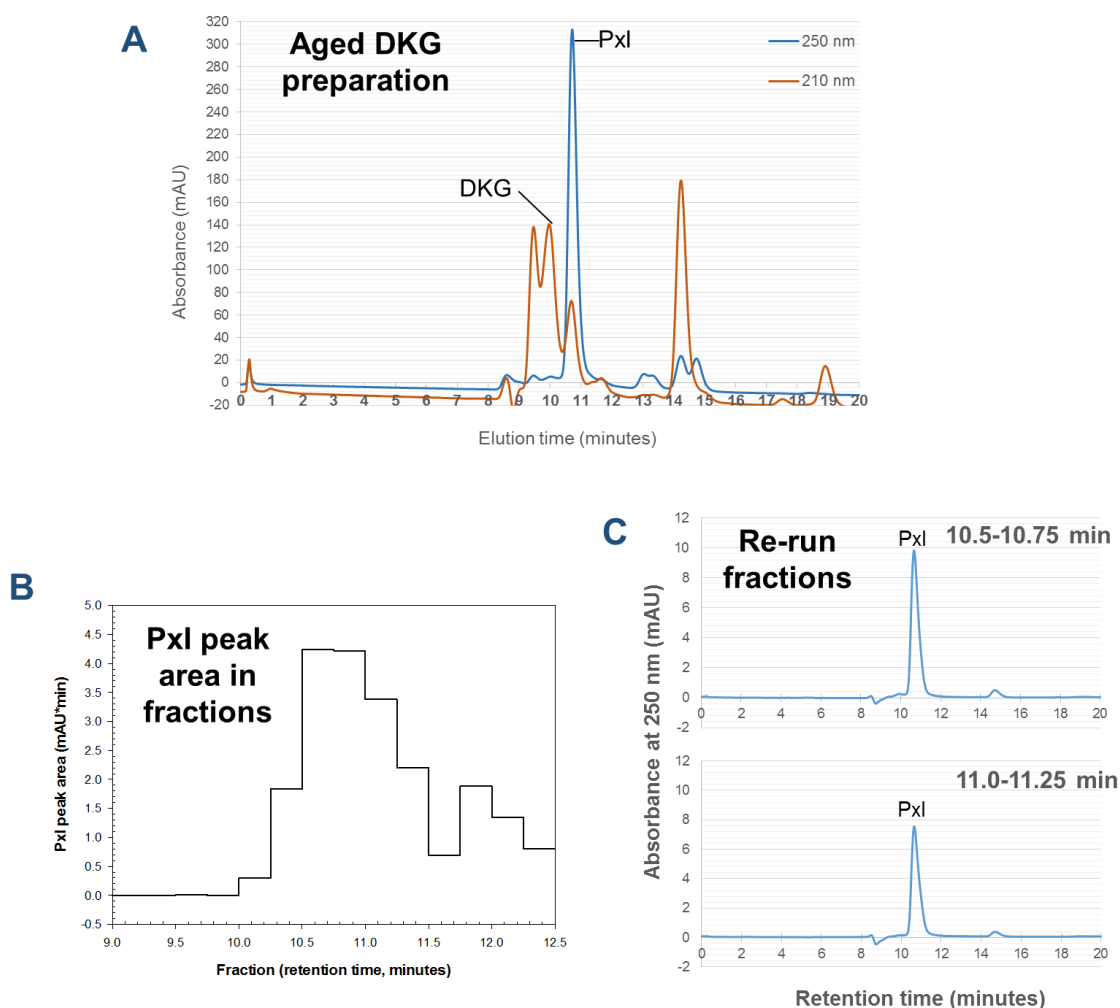 A
Aged DKG
preparation
PxI
250 nm
210 nm
DKG
Absorbance (mAU)
320
300
280
260
240
220
200
180
160
140
120
100
80
60
40
20
0
-20
0 1 2 3 4 5 6 7 8 9 10 11 12 13 14 15 16 17 18 19 20
Elution time (minutes)
B
PxI peak
area in
fractions
PxI peak area (mAU*min)
5.0
4.5
4.0
3.5
3.0
2.5
2.0
1.5
1.0
0.5
0.0
-0.5
9.0 9.5 10.0 10.5 11.0 11.5 12.0 12.5
Fraction (retention time, minutes)
C
Re-run
fractions
PxI
10.5-10.75 min
Absorbance at 250 nm (mAU)
12
10
8
6
4
2
0
-2
0 2 4 6 8 10 12 14 16 18 20
11.0-11.25 min
PxI
12
10
8
6
4
2
0
-2
0 2 4 6 8 10 12 14 16 18 20
Retention time (minutes)